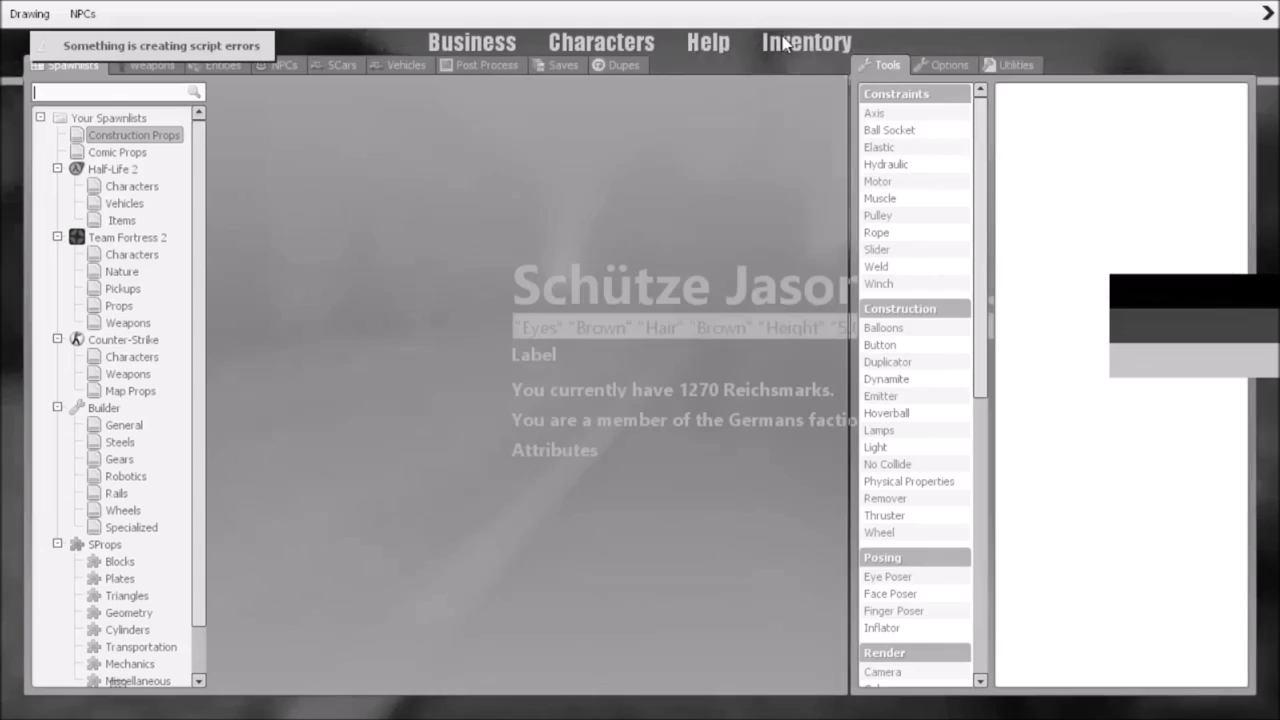 Drawing NPCs
Something is creating script errors
Business Characters Help Inventory
Spawnlists Weapons Entities NPCs SCars Vehicles Post Process Saves Dupes
Your Spawnlists
Construction Props
Comic Props
Half-Life 2
Characters
Vehicles
Items
Team Fortress 2
Characters
Nature
Pickups
Props
Weapons
Counter-Strike
Characters
Weapons
Map Props
Builder
General
Steels
Gears
Robotics
Rails
Wheels
Specialized
SProps
Blocks
Plates
Triangles
Geometry
Cylinders
Transportation
Mechanics
Miscellaneous
Schütze Jason
"Eyes" "Brown" "Hair" "Brown" "Height" "5.
Label
You currently have 1270 Reichsmarks.
You are a member of the Germans factio
Attributes
Tools Options Utilities
Constraints
Axis
Ball Socket
Elastic
Hydraulic
Motor
Muscle
Pulley
Rope
Slider
Weld
Winch
Construction
Balloons
Button
Duplicator
Dynamite
Emitter
Hoverball
Lamps
Light
No Collide
Physical Properties
Remover
Thruster
Wheel
Posing
Eye Poser
Face Poser
Finger Poser
Inflator
Render
Camera